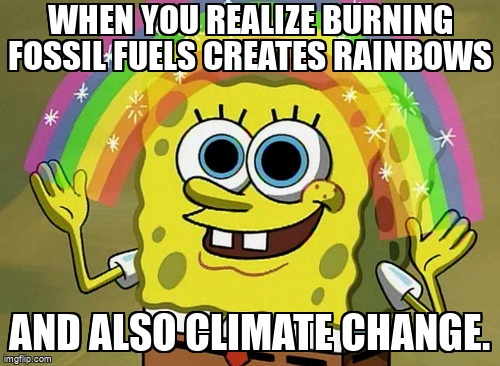 WHEN YOU REALIZE BURNING
FOSSIL FUELS CREATES RAINBOWS
AND ALSO CLIMATE CHANGE.
imgflip.com